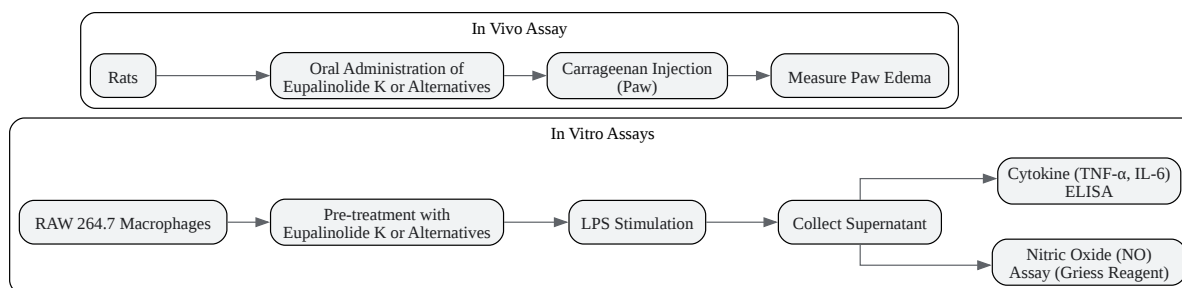 In Vivo Assay
Rats
Oral Administration of
Eupalinolide K or Alternatives
Carrageenan Injection
(Paw)
Measure Paw Edema
In Vitro Assays
RAW 264.7 Macrophages
Pre-treatment with
Eupalinolide K or Alternatives
LPS Stimulation
Collect Supernatant
Cytokine (TNF-α, IL-6)
ELISA
Nitric Oxide (NO)
Assay (Griess Reagent)